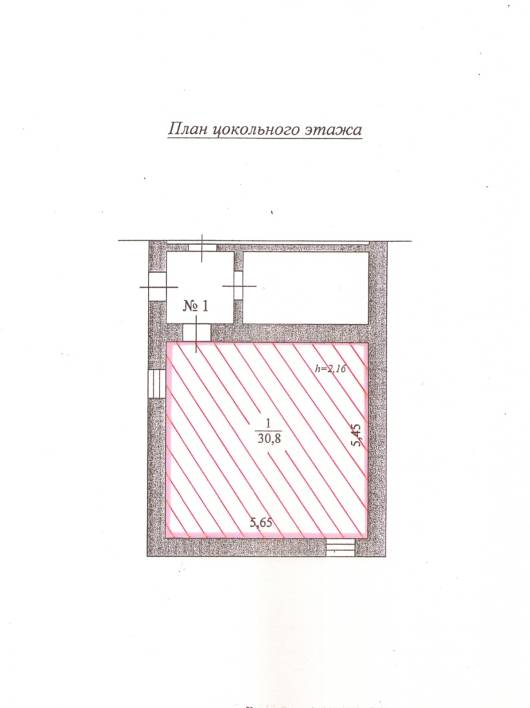 План цокольного этажа
№ 1
h=2,16
1
30,8
5,45
5,65